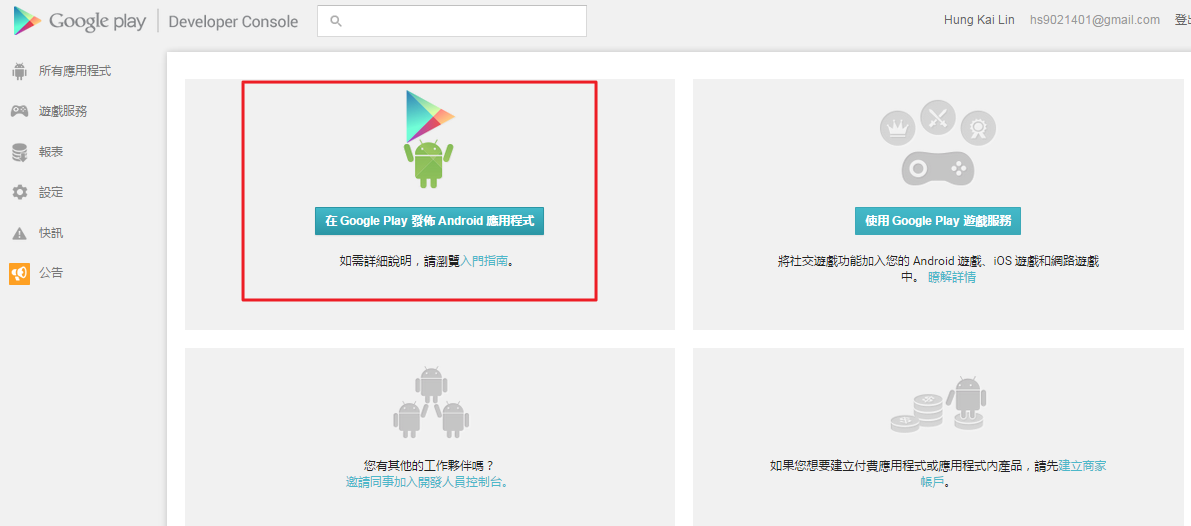 Google play Developer Console
Hung Kai Lin hs9021401@gmail.com 登出
所有應用程式
遊戲服務
報表
設定
快訊
公告
在 Google Play 發佈 Android 應用程式
如需詳細說明，請瀏覽入門指南。
使用 Google Play 遊戲服務
將社交遊戲功能加入您的 Android 遊戲、iOS 遊戲和網路遊戲
中。 瞭解詳情
您有其他的工作夥伴嗎？
邀請同事加入開發人員控制台。
如果您想要建立付費應用程式或應用程式內產品，請先建立商家
帳戶。